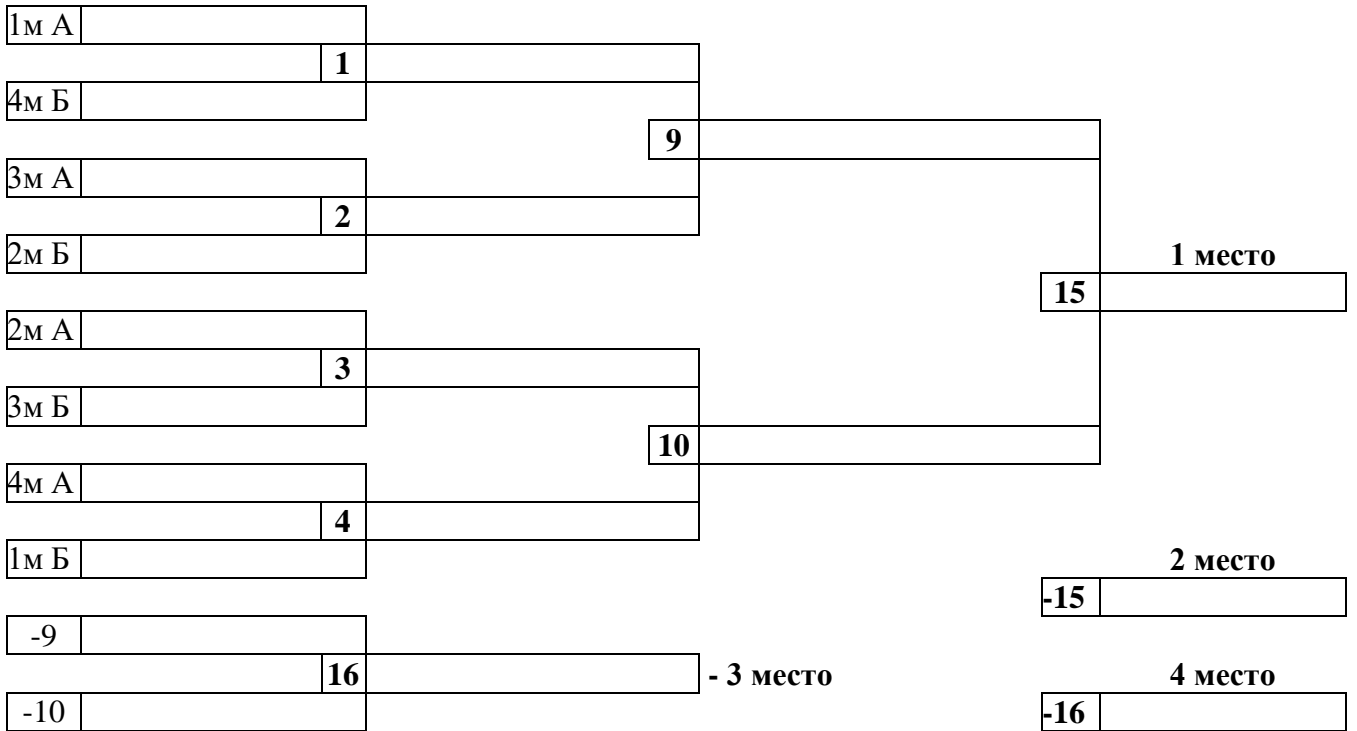 1м А
1
4м Б
9
3м А
2
2м Б
1 место
15
2м А
3
3м Б
10
4м А
4
1м Б
2 место
-15
-9
16 - 3 место
4 место
-10
-16